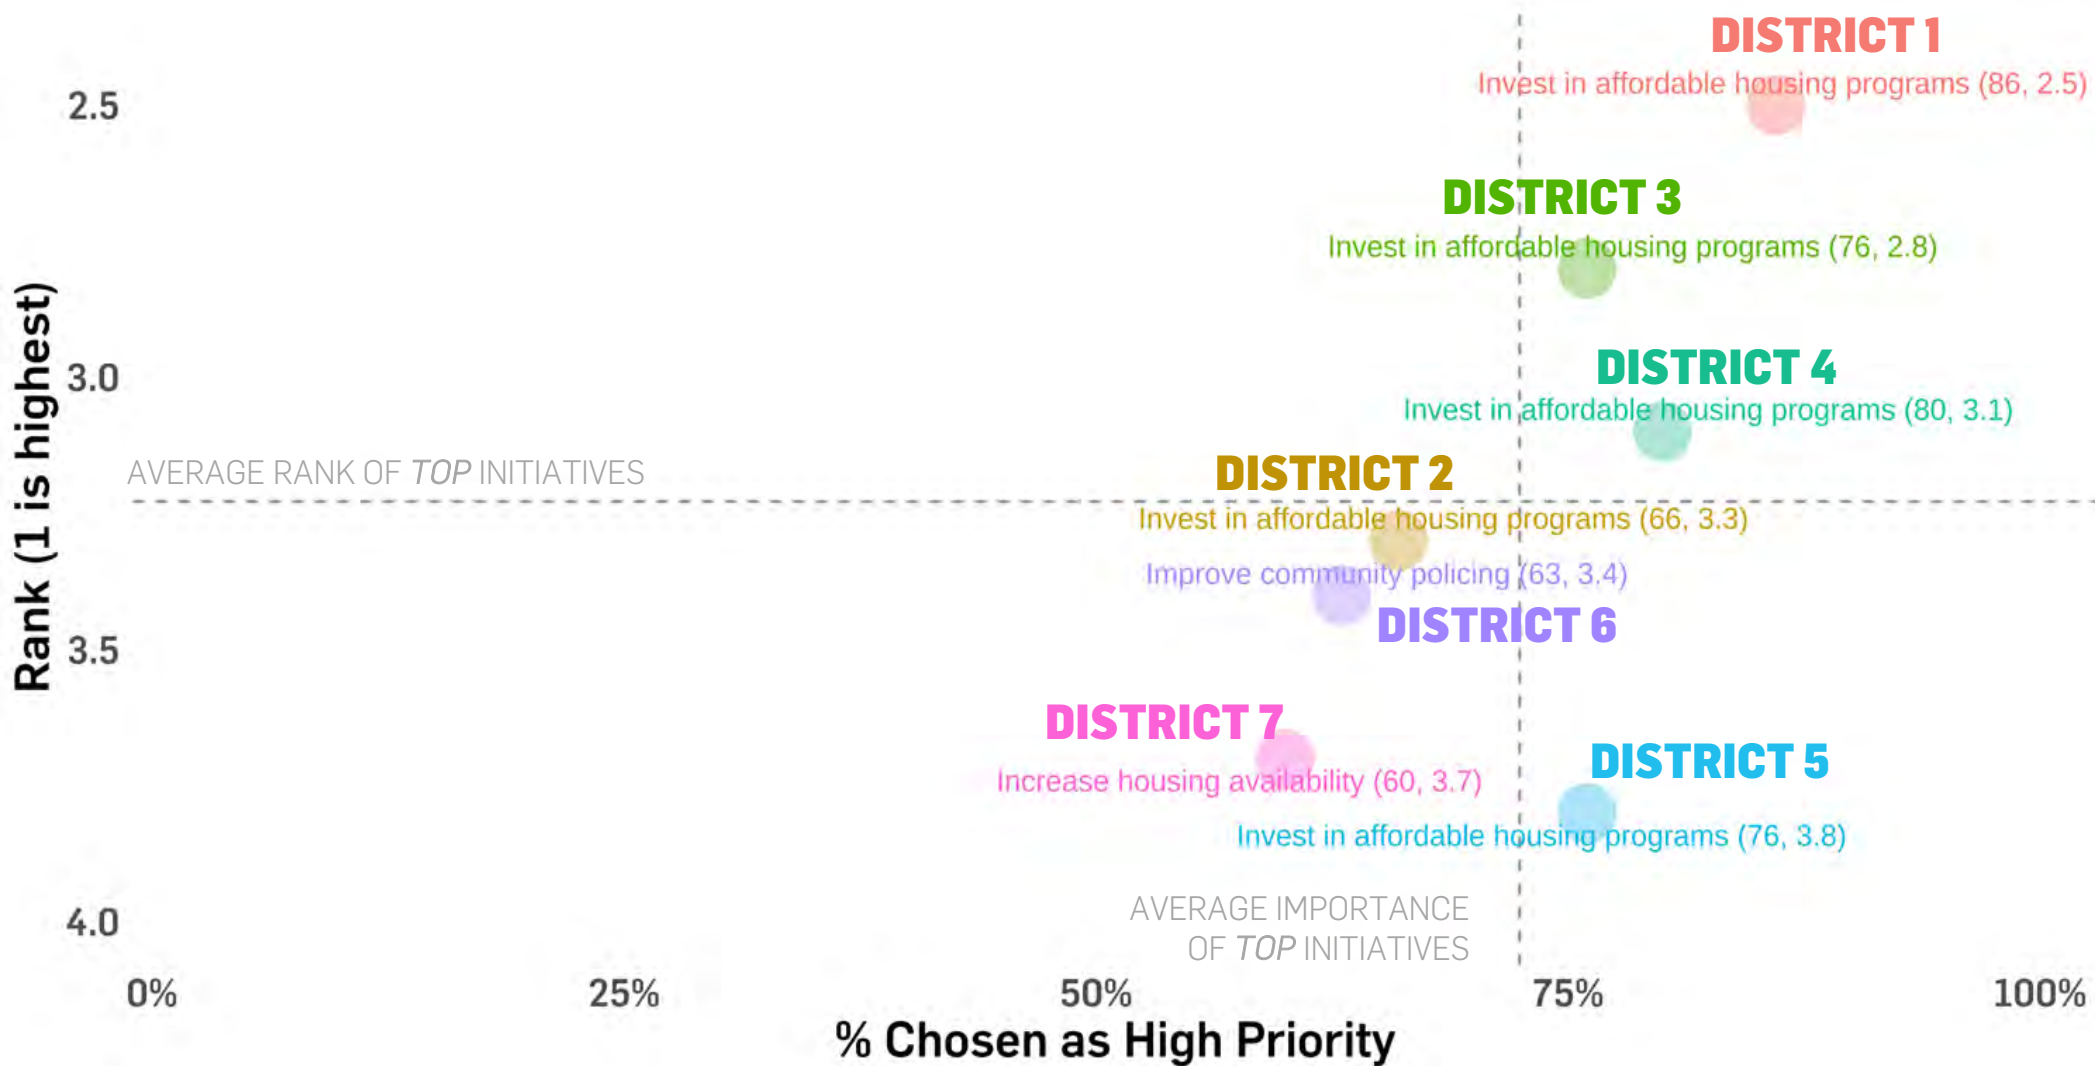 DISTRICT 1
Invest in affordable housing programs (86, 2.5)
2.5
DISTRICT 3
Invest in affordable housing programs (76, 2.8)
Rank (1 is highest)
3.0
DISTRICT 4
Invest in affordable housing programs (80, 3.1)
AVERAGE RANK OF TOP INITIATIVES
DISTRICT 2
Invest in affordable housing programs (66, 3.3)
Improve community policing (63, 3.4)
DISTRICT 6
3.5
DISTRICT 7
Increase housing availability (60, 3.7)
DISTRICT 5
Invest in affordable housing programs (76, 3.8)
AVERAGE IMPORTANCE
OF TOP INITIATIVES
4.0
0% 25% 50% 75% 100%
% Chosen as High Priority